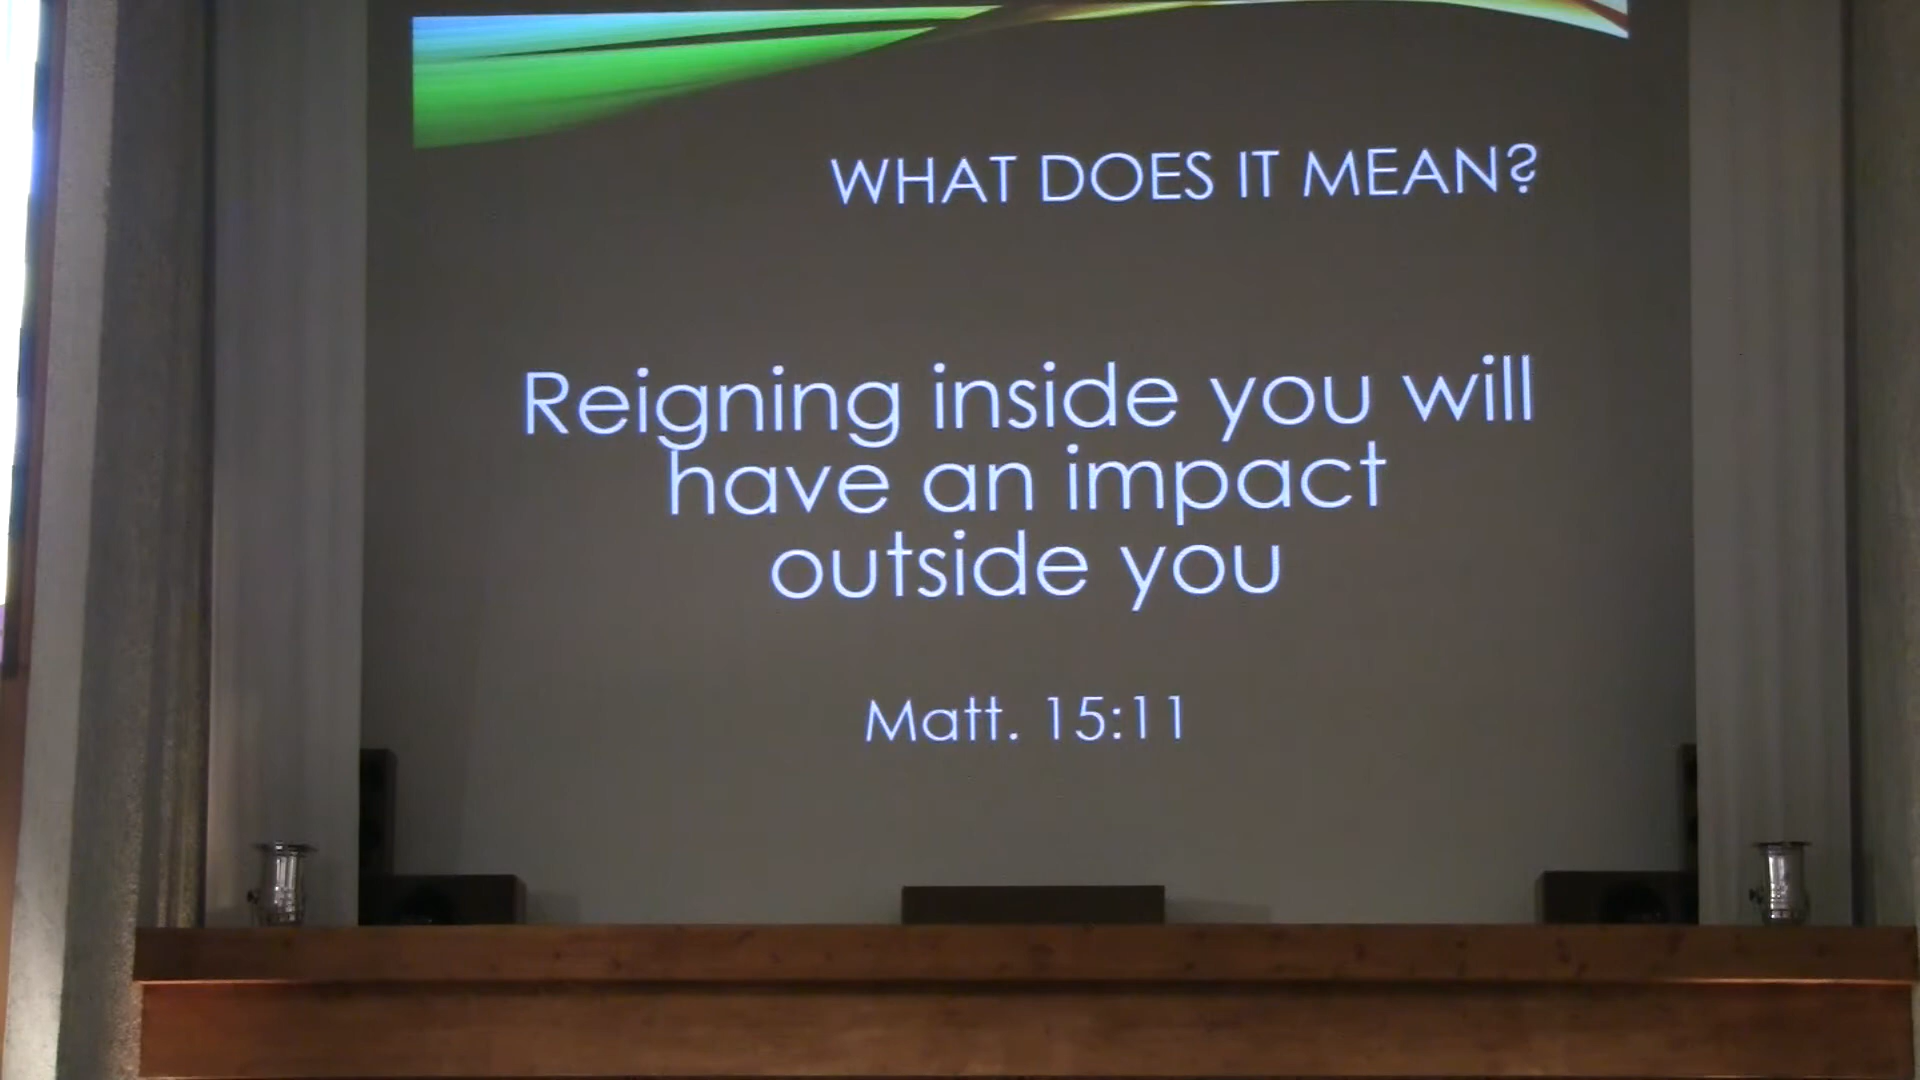 WHAT DOES IT MEAN?
Reigning inside you will
have an impact
outside you
Matt. 15:11